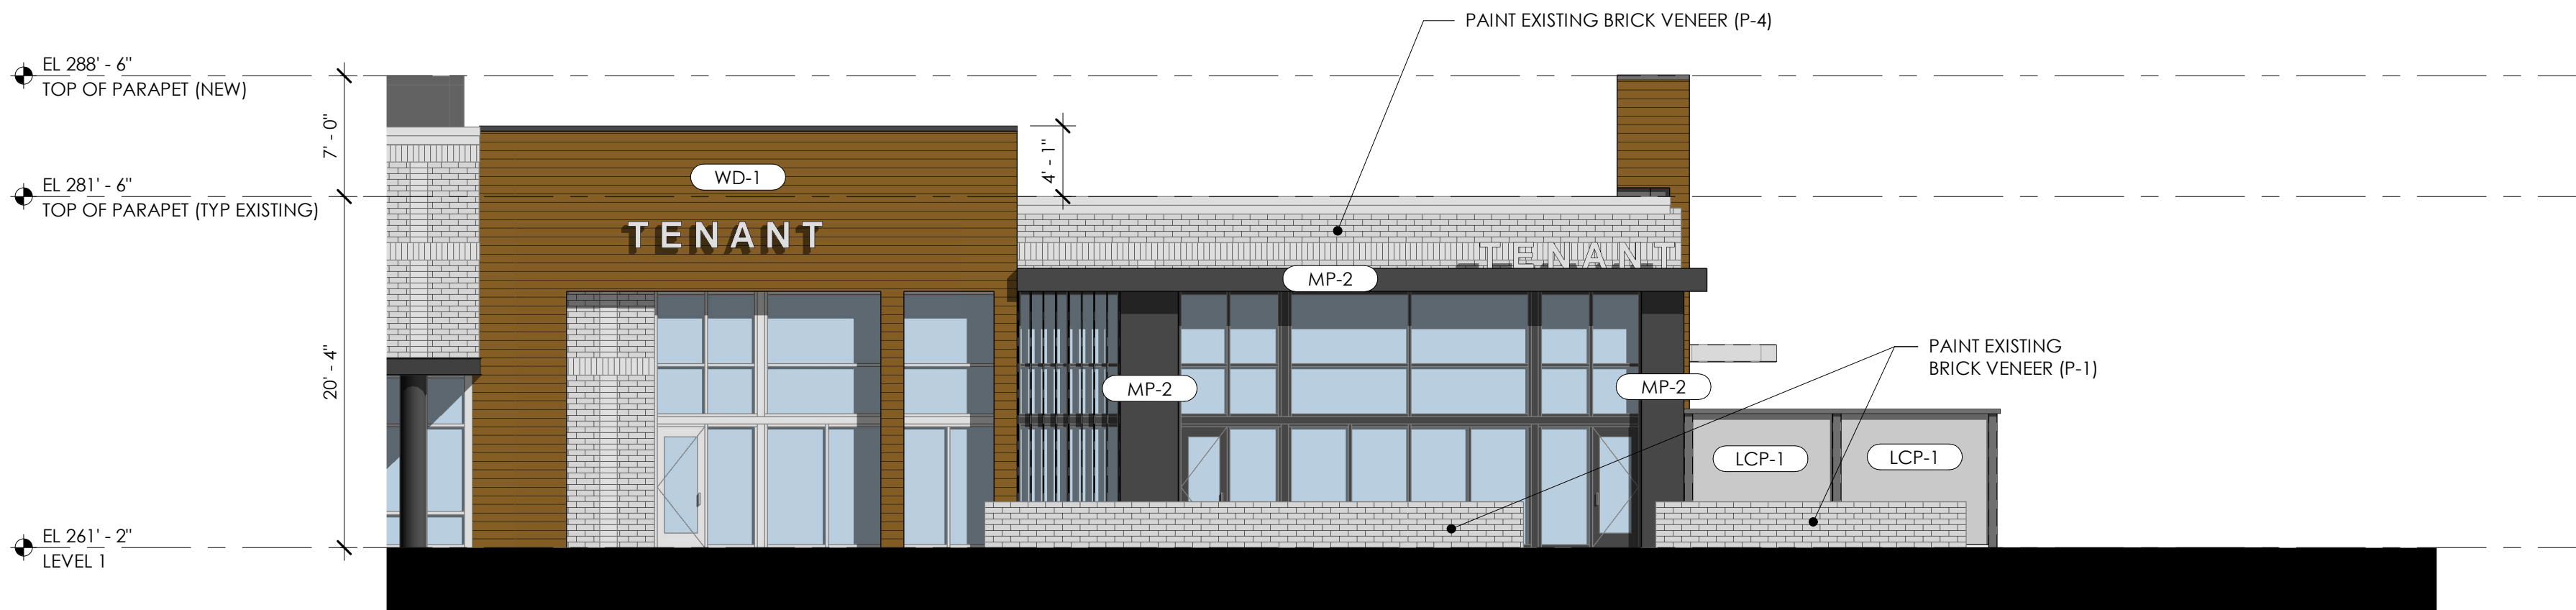 PAINT EXISTING BRICK VENEER (P-4)
EL 288' - 6"
TOP OF PARAPET (NEW)
7' - 0"
4' - 1"
WD-1
EL 281' - 6"
TOP OF PARAPET (TYP EXISTING)
TENANT
TENANT
MP-2
20' - 4"
PAINT EXISTING
BRICK VENEER (P-1)
MP-2
MP-2
LCP-1
LCP-1
EL 261' - 2"
LEVEL 1